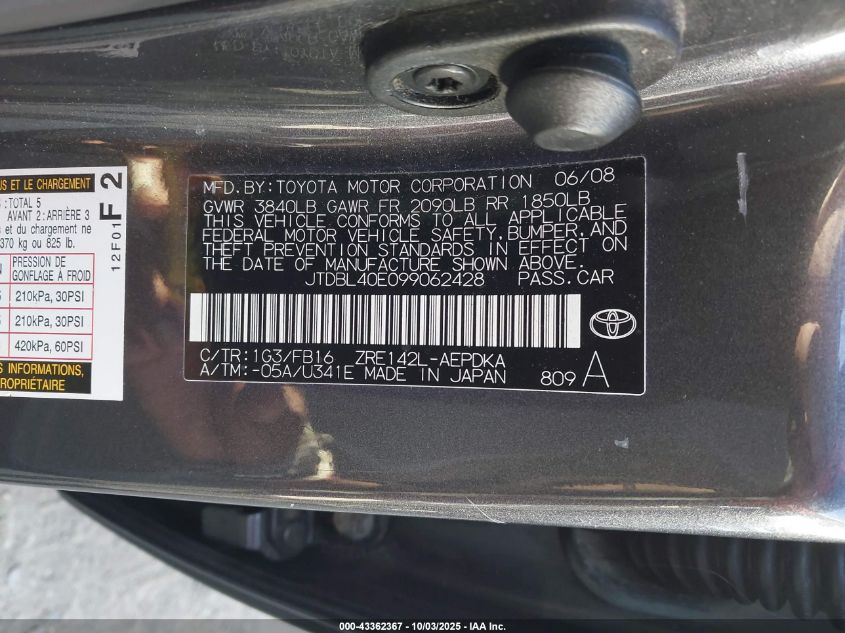 MFD. BY: TOYOTA MOTOR CORPORATION 06/08
GVWR 3840LB GAWR FR 2090LB RR 1850LB
THIS VEHICLE CONFORMS TO ALL APPLICABLE
FEDERAL MOTOR VEHICLE SAFETY, BUMPER, AND
THEFT PREVENTION STANDARDS IN EFFECT ON
THE DATE OF MANUFACTURE SHOWN ABOVE.
JTDBL40E099062428 PASS. CAR
C/TR: 1G3/FB16 ZRE142L-AEPDKA
A/TM: -05A/U341E MADE IN JAPAN 809 A
US ET LE CHARGEMENT
: TOTAL 5
AVANT 2 : ARRIÈRE 3
s et du chargement ne
370 kg ou 825 lb.
PRESSION DE
GONFLAGE À FROID
210kPa, 30PSI
210kPa, 30PSI
420kPa, 60PSI
S INFORMATIONS,
PROPRIÉTAIRE
12F01 F 2
000-43362367 - 10/03/2025 - IAA Inc.